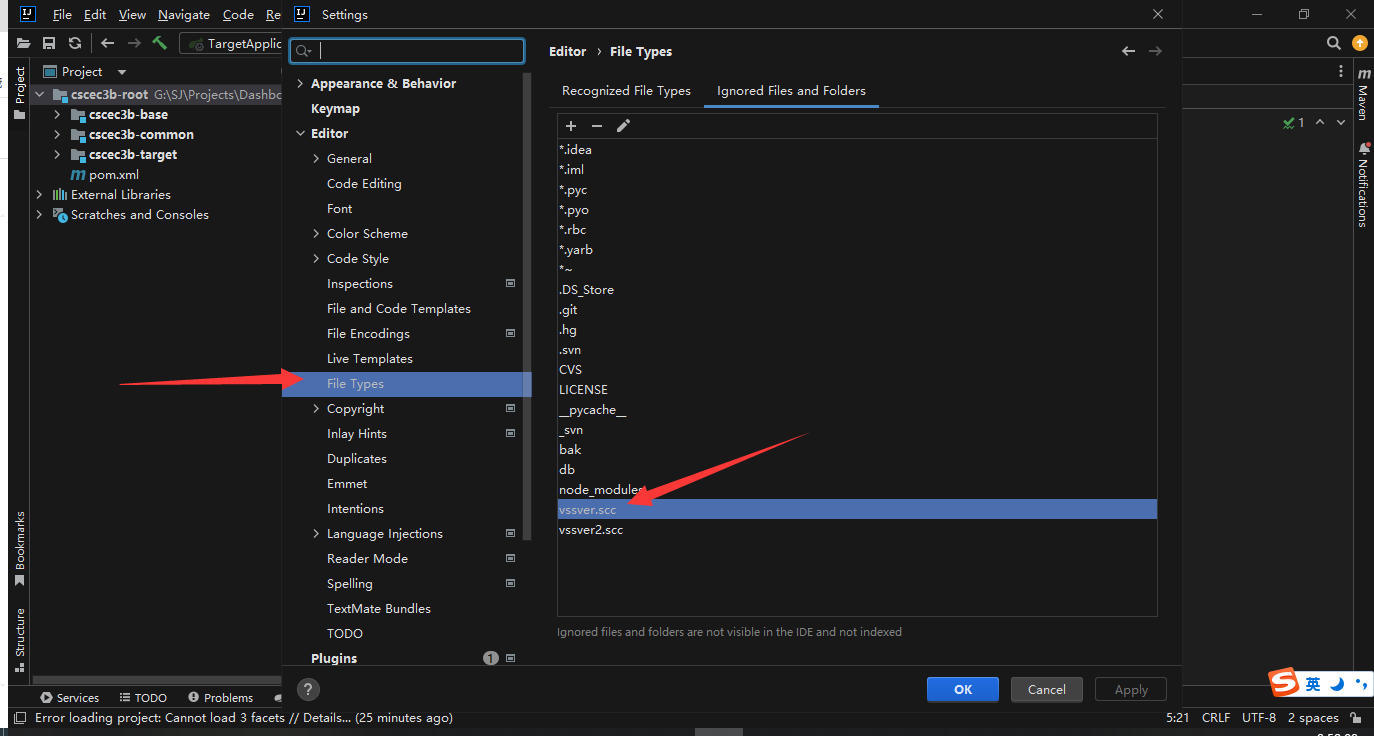 IJ File Edit View Navigate Code Re
IJ Settings
TargetApplic
Project
Project
cscec3b-root G:\SJ\Projects\Dashbo
cscec3b-base
cscec3b-common
cscec3b-target
m pom.xml
External Libraries
Scratches and Consoles
Bookmarks
Structure
Appearance & Behavior
Keymap
Editor
General
Code Editing
Font
Color Scheme
Code Style
Inspections
File and Code Templates
File Encodings
Live Templates
File Types
Copyright
Inlay Hints
Duplicates
Emmet
Intentions
Language Injections
Reader Mode
Spelling
TextMate Bundles
TODO
Plugins 1
Editor › File Types
Recognized File Types Ignored Files and Folders
*.idea
*.iml
*.pyc
*.pyo
*.rbc
*.yarb
*~
.DS_Store
.git
.hg
.svn
CVS
LICENSE
__pycache__
_svn
bak
db
node_modules
vssver.scc
vssver2.scc
Ignored files and folders are not visible in the IDE and not indexed
? OK Cancel Apply
1
m
Maven
Notifications
S 英
Services TODO Problems
Error loading project: Cannot load 3 facets // Details... (25 minutes ago)
5:21 CRLF UTF-8 2 spaces